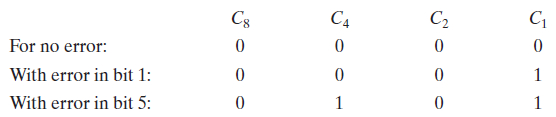 C₈ C₄ C₂ C₁
For no error: 0 0 0 0
With error in bit 1: 0 0 0 1
With error in bit 5: 0 1 0 1